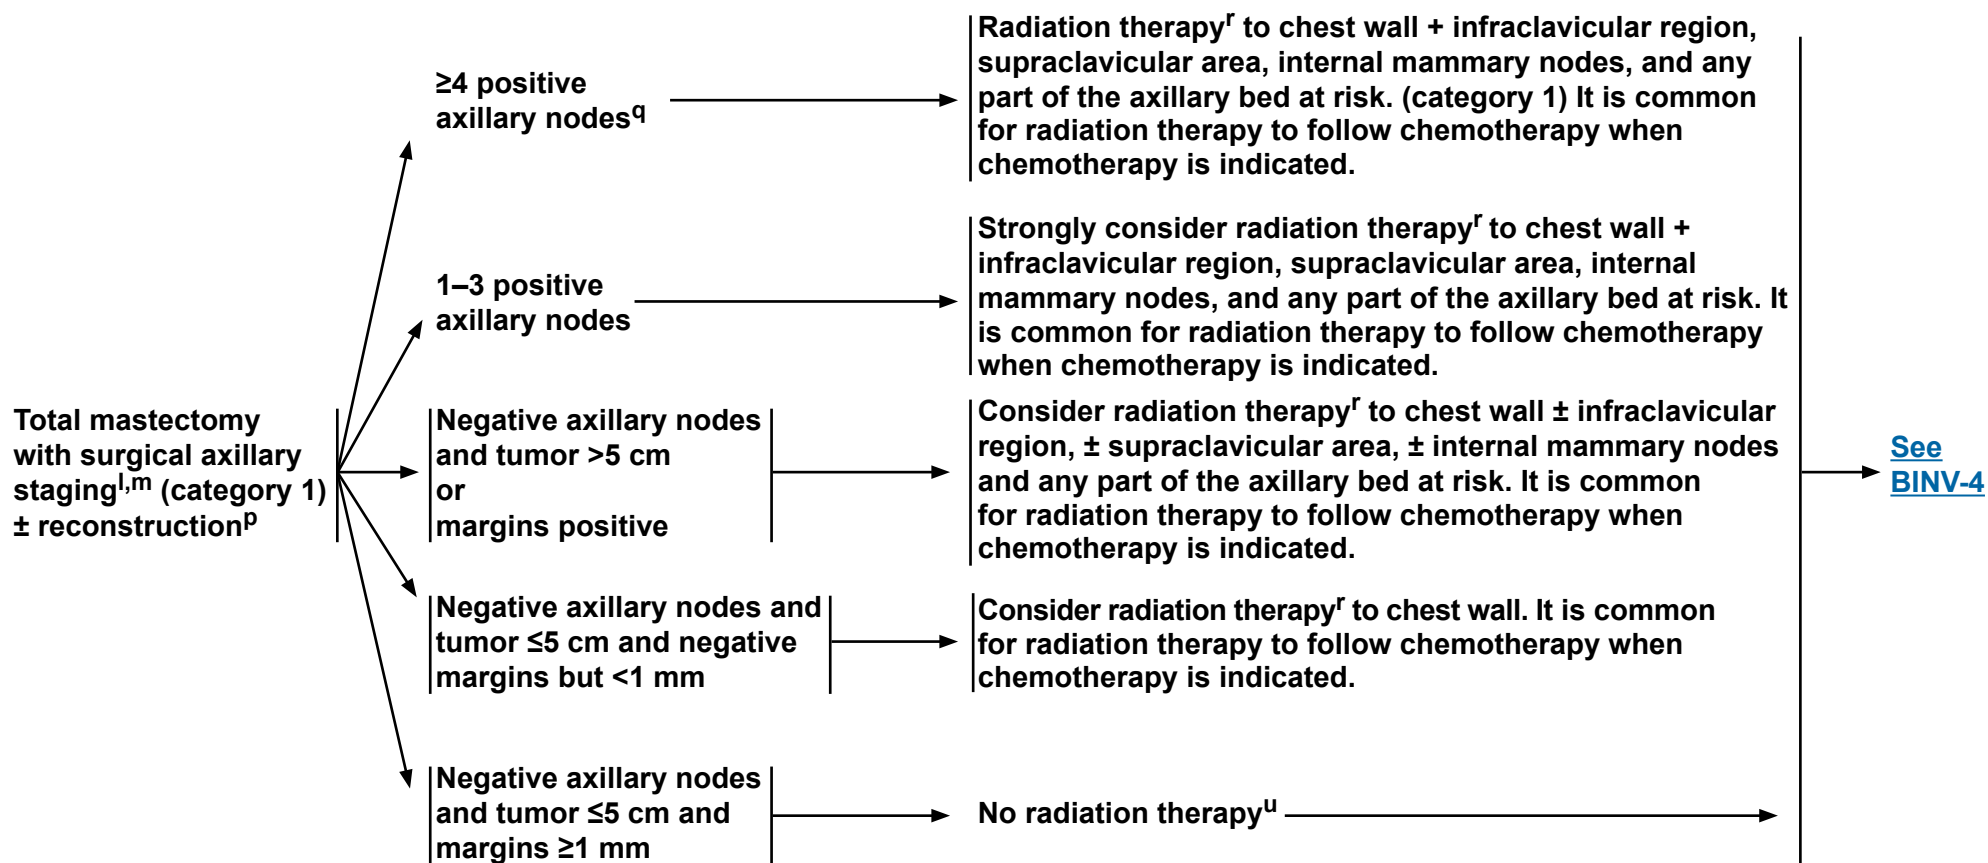 Total mastectomy
with surgical axillary
staging^l,m (category 1)
± reconstruction^p
≥4 positive
axillary nodes^q
Radiation therapy^r to chest wall + infraclavicular region,
supraclavicular area, internal mammary nodes, and any
part of the axillary bed at risk. (category 1) It is common
for radiation therapy to follow chemotherapy when
chemotherapy is indicated.
1–3 positive
axillary nodes
Strongly consider radiation therapy^r to chest wall +
infraclavicular region, supraclavicular area, internal
mammary nodes, and any part of the axillary bed at risk. It
is common for radiation therapy to follow chemotherapy
when chemotherapy is indicated.
Negative axillary nodes
and tumor >5 cm
or
margins positive
Consider radiation therapy^r to chest wall ± infraclavicular
region, ± supraclavicular area, ± internal mammary nodes
and any part of the axillary bed at risk. It is common
for radiation therapy to follow chemotherapy when
chemotherapy is indicated.
Negative axillary nodes and
tumor ≤5 cm and negative
margins but <1 mm
Consider radiation therapy^r to chest wall. It is common
for radiation therapy to follow chemotherapy when
chemotherapy is indicated.
Negative axillary nodes
and tumor ≤5 cm and
margins ≥1 mm
No radiation therapy^u
See
BINV-4